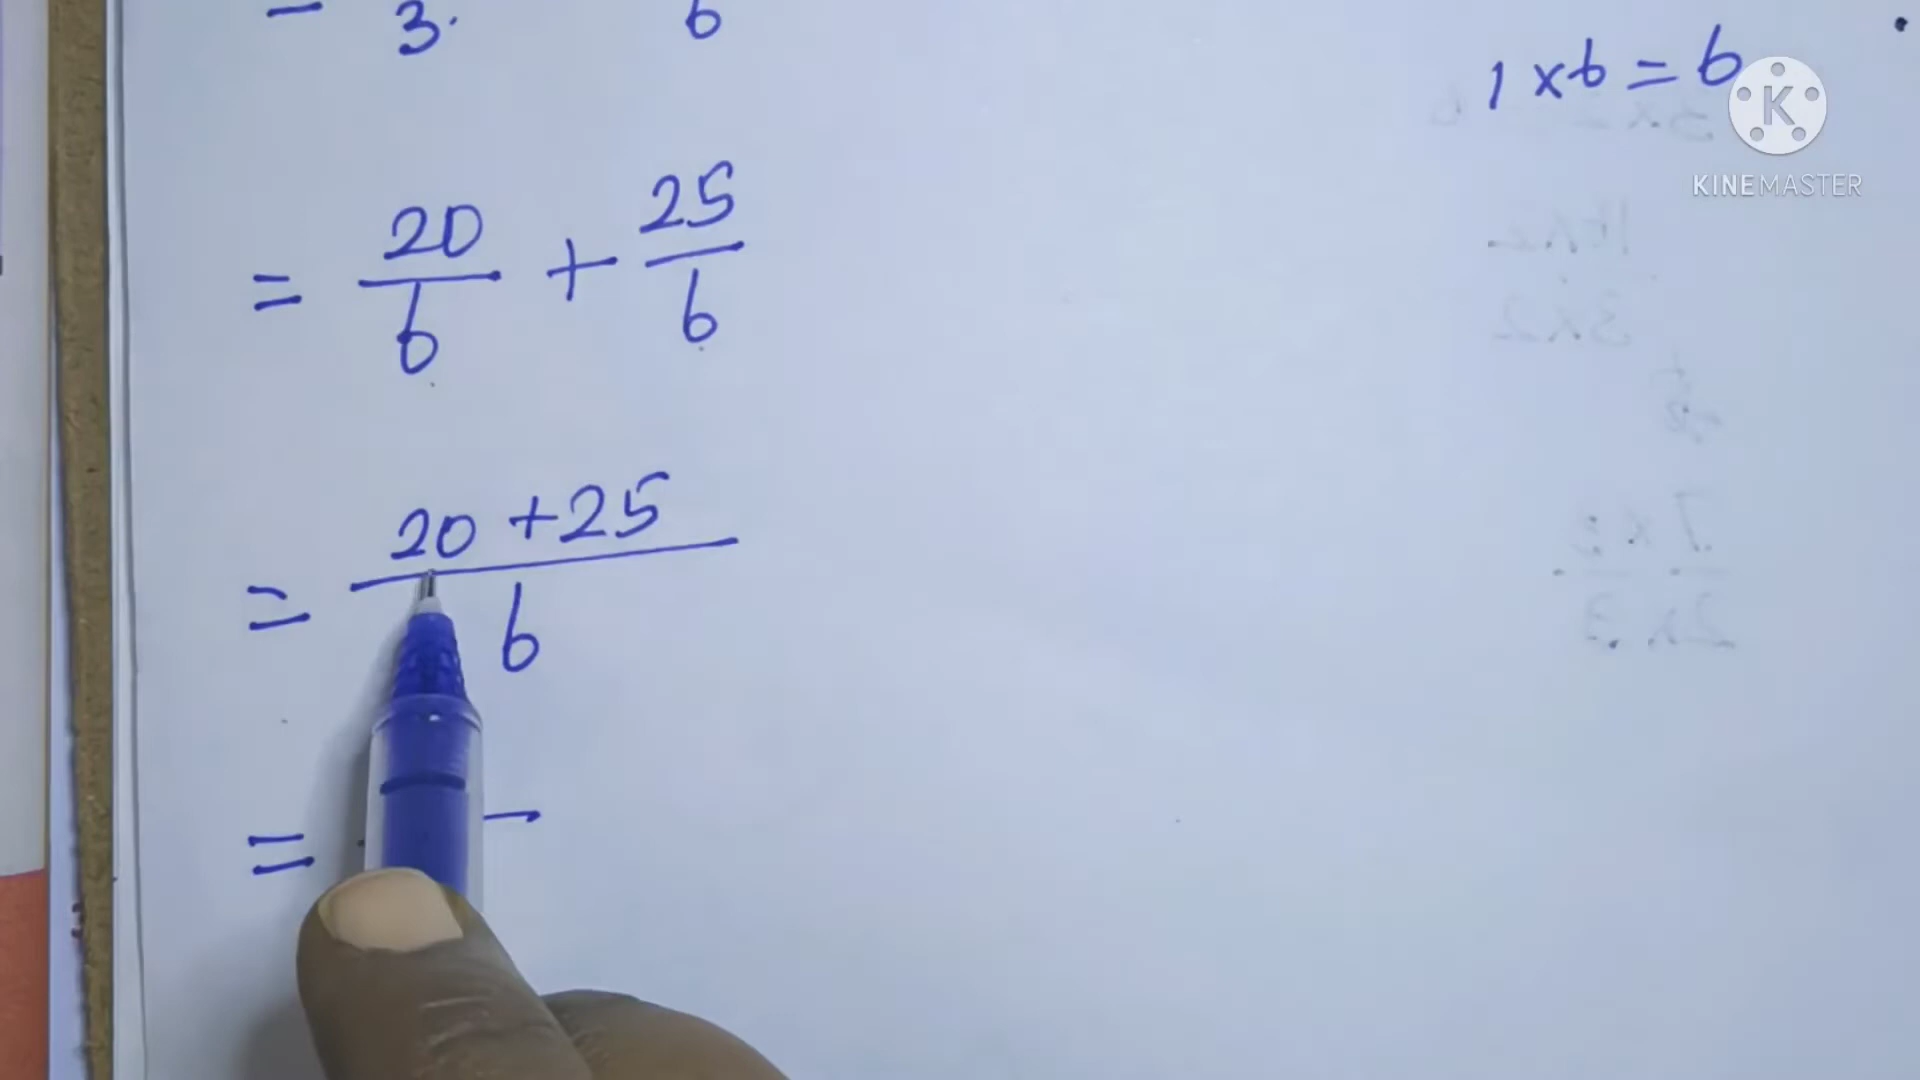 = 3 6
1 x 6 = 6
KINEMASTER
= 20/6 + 25/6
= 20 + 25 / 6
=